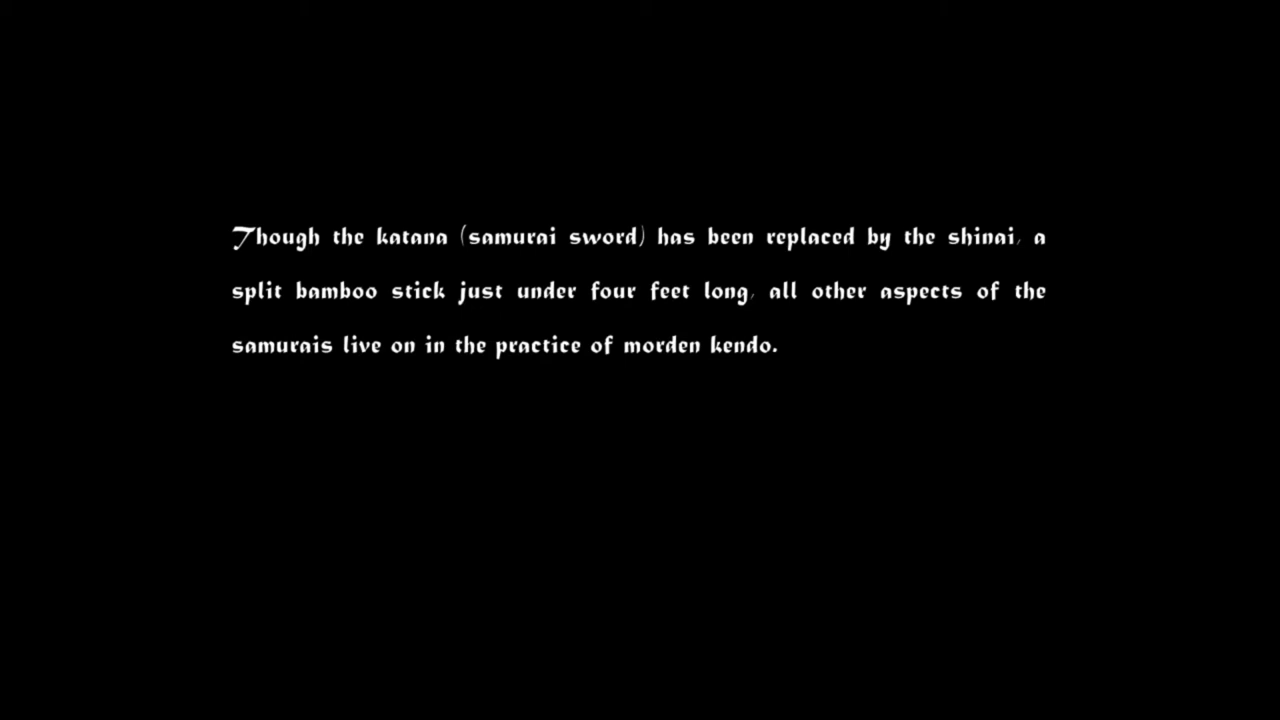 Though the katana (samurai sword) has been replaced by the shinai, a
split bamboo stick just under four feet long, all other aspects of the
samurais live on in the practice of morden kendo.